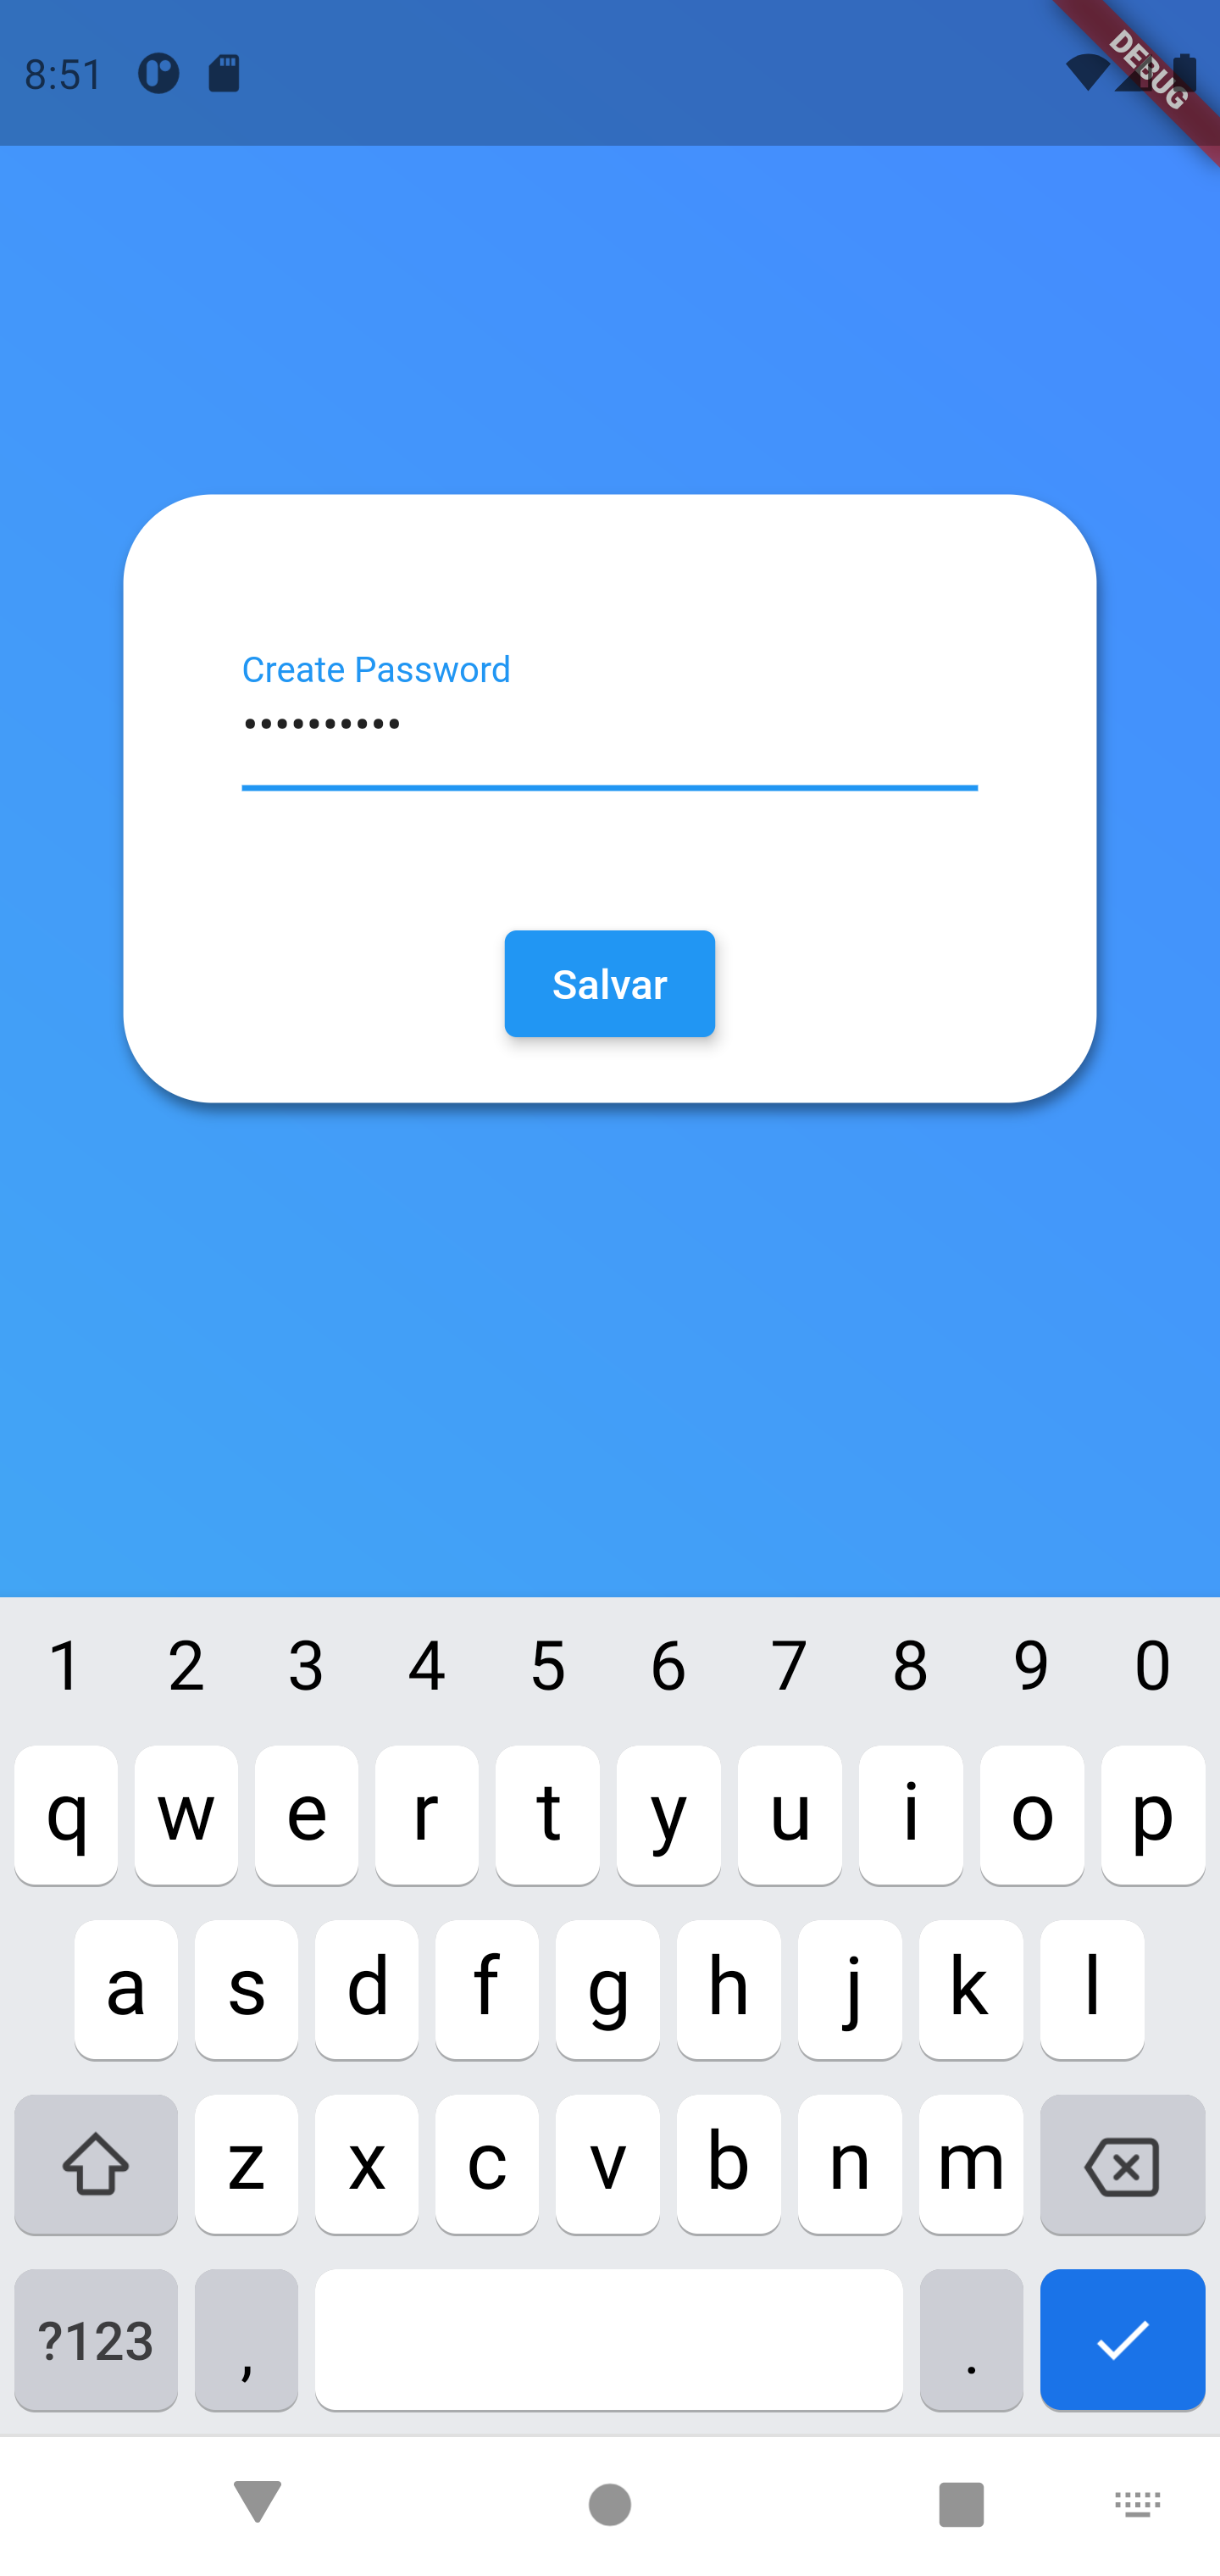 8:51
DEBUG
Create Password
••••••••••
Salvar
1 2 3 4 5 6 7 8 9 0
q w e r t y u i o p
a s d f g h j k l
z x c v b n m
?123 , .